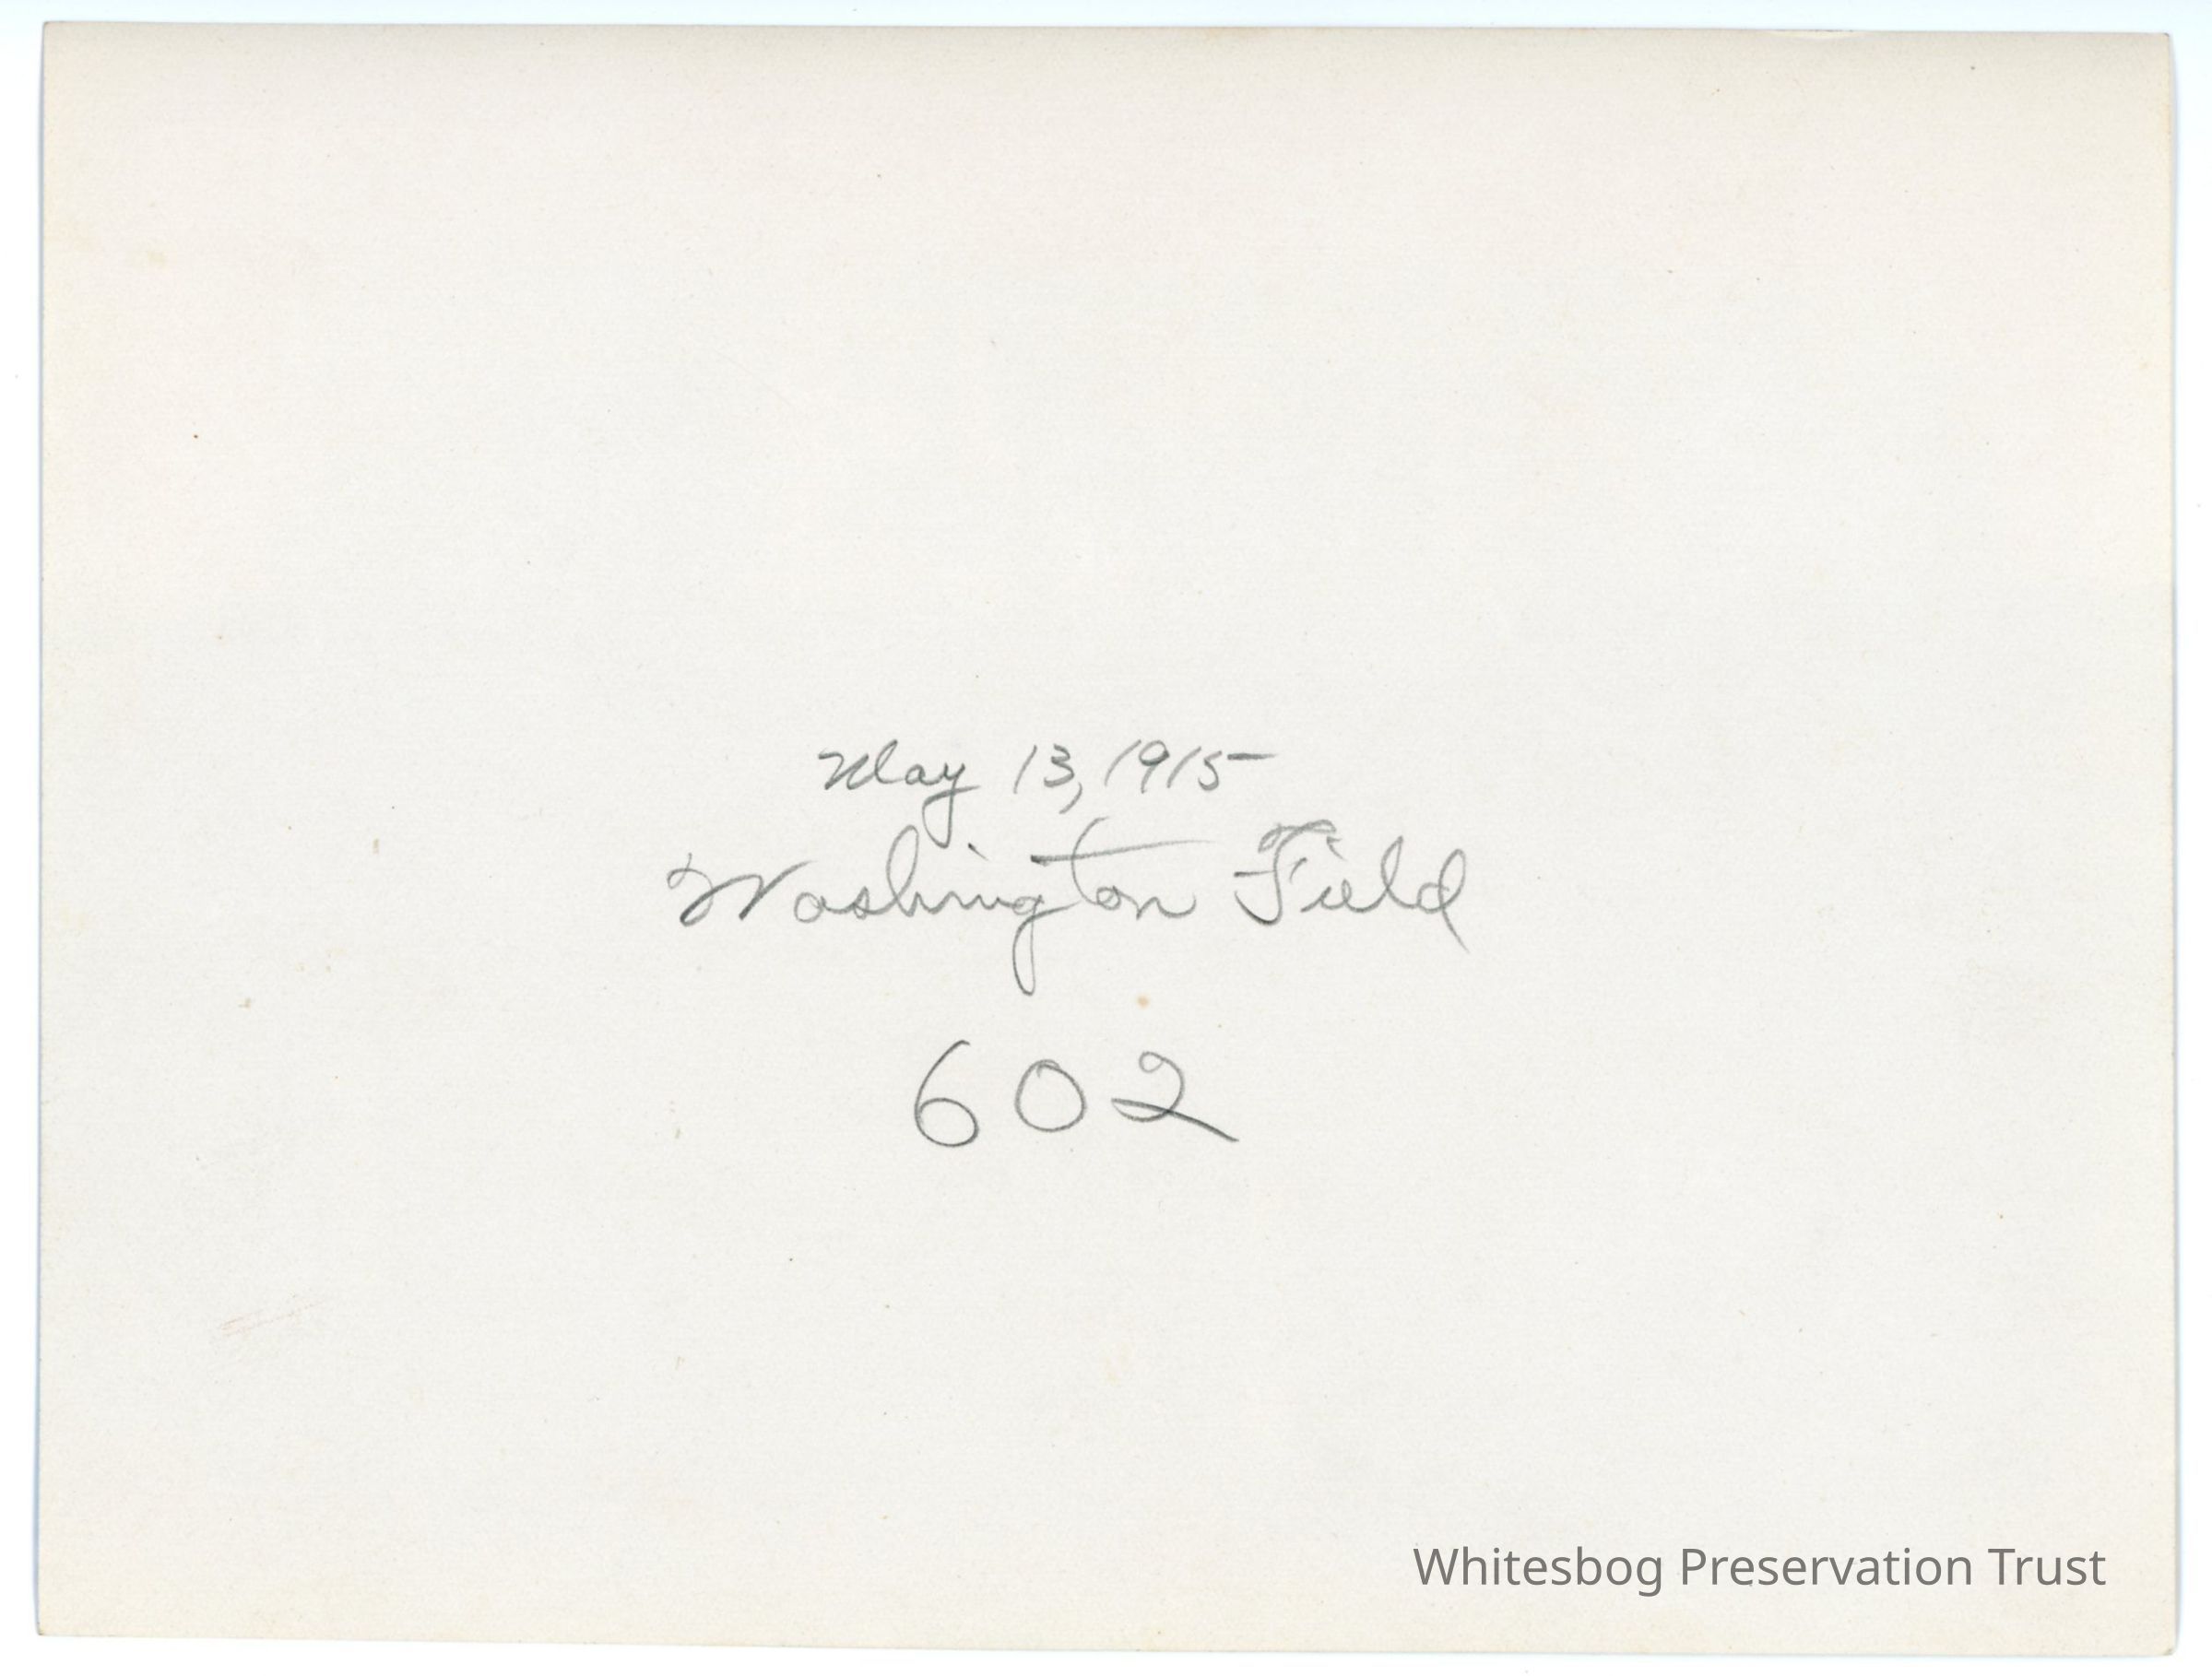 May 13, 1915
Washington Field
602
Whitesbog Preservation Trust